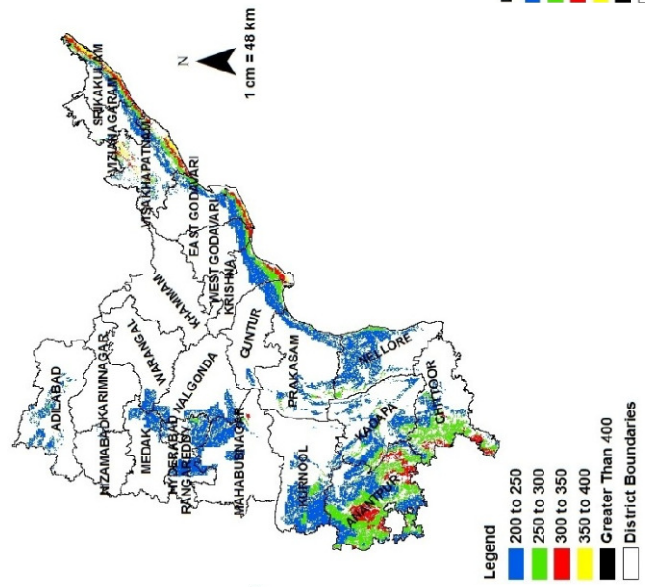 N
1 cm = 48 km
SRIKAKULAM
VIZIANAGARAM
VISAKHAPATNAM
EAST GODAVARI
WEST GODAVARI
KRISHNA
KHAMMAM
WARANGAL
ADILABAD
NIZAMABAD
KARIMNAGAR
MEDAK
NALGONDA
HYDERABAD
RANGAREDDY
GUNTUR
MAHABUBNAGAR
PRAKASAM
KURNOOL
NELLORE
KADAPA
ANANTPUR
CHITTOOR
Legend
200 to 250
250 to 300
300 to 350
350 to 400
Greater Than 400
District Boundaries